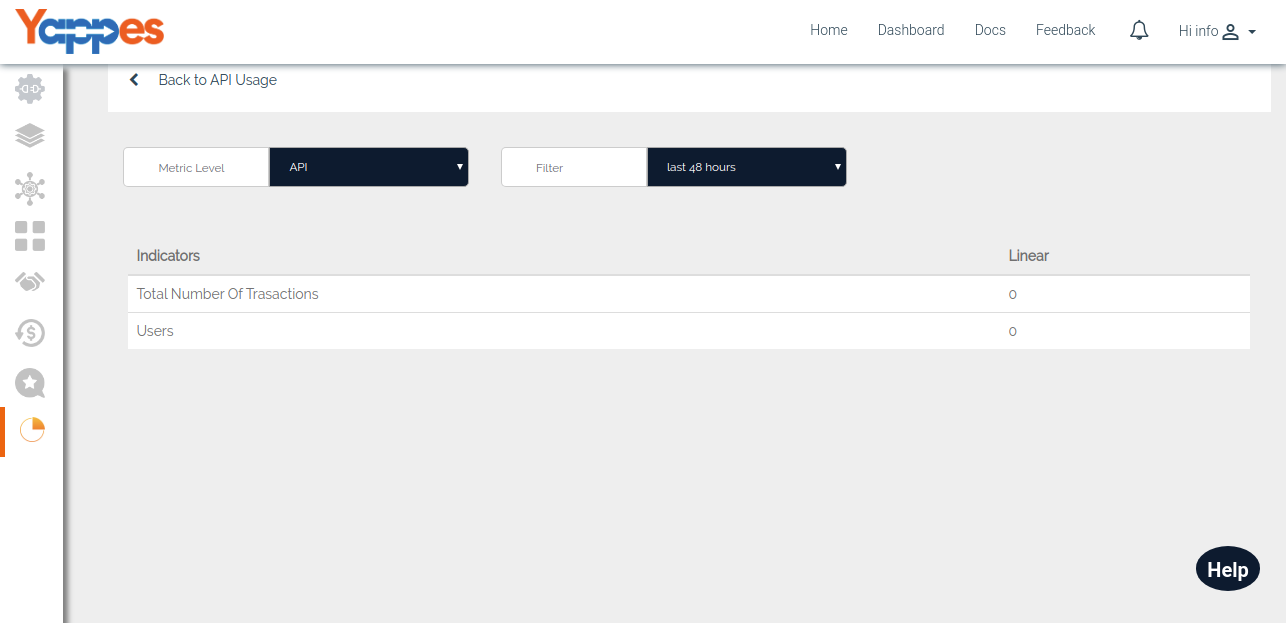 Yappes
Home Dashboard Docs Feedback Hi info
Back to API Usage
Metric Level API Filter last 48 hours
Indicators Linear
Total Number Of Trasactions 0
Users 0
Help